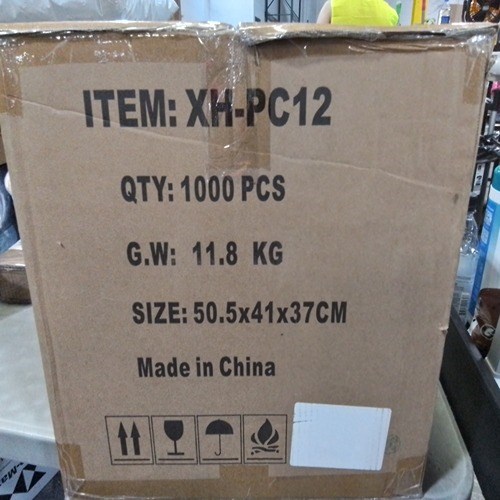 ITEM: XH-PC12
QTY: 1000 PCS
G.W: 11.8 KG
SIZE: 50.5x41x37CM
Made in China